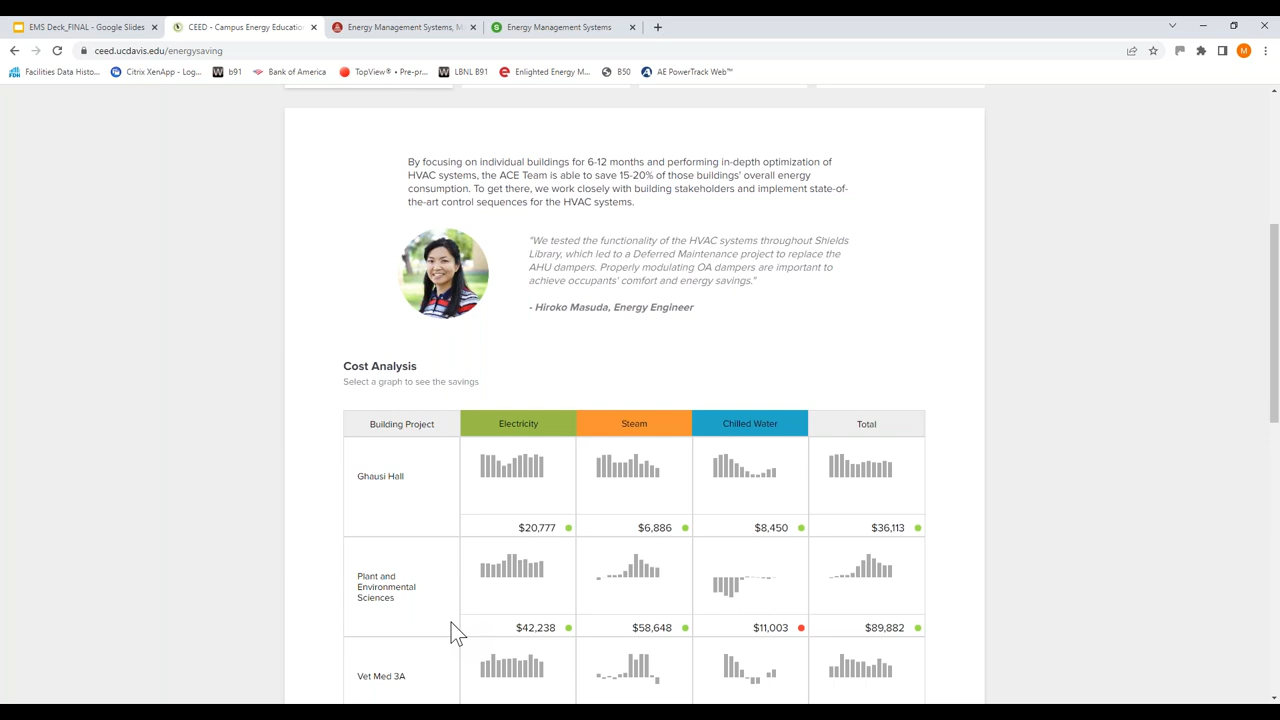 EMS Deck_FINAL - Google Slides
CEED - Campus Energy Educatio
Energy Management Systems, M
Energy Management Systems
ceed.ucdavis.edu/energysaving
M
Facilities Data Histo...
Citrix XenApp - Log...
b91
Bank of America
TopView® • Pre-pr...
LBNL B91
Enlighted Energy M...
B50
AE PowerTrack Web™
By focusing on individual buildings for 6-12 months and performing in-depth optimization of
HVAC systems, the ACE Team is able to save 15-20% of those buildings' overall energy
consumption. To get there, we work closely with building stakeholders and implement state-of-
the-art control sequences for the HVAC systems.
"We tested the functionality of the HVAC systems throughout Shields
Library, which led to a Deferred Maintenance project to replace the
AHU dampers. Properly modulating OA dampers are important to
achieve occupants' comfort and energy savings."
- Hiroko Masuda, Energy Engineer
Cost Analysis
Select a graph to see the savings
Building Project Electricity Steam Chilled Water Total
Ghausi Hall
$20,777 $6,886 $8,450 $36,113
Plant and
Environmental
Sciences
$42,238 $58,648 $11,003 $89,882
Vet Med 3A